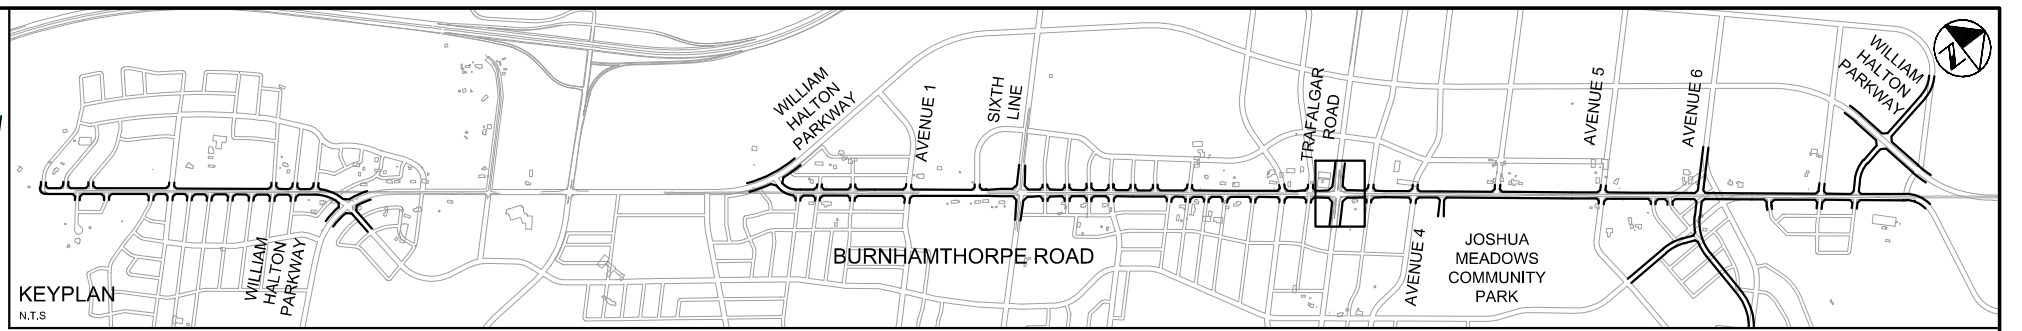 WILLIAM
HALTON
PARKWAY
AVENUE 1
SIXTH
LINE
TRAFALGAR
ROAD
AVENUE 5
AVENUE 6
WILLIAM
HALTON
PARKWAY
BURNHAMTHORPE ROAD
WILLIAM
HALTON
PARKWAY
AVENUE 4
JOSHUA
MEADOWS
COMMUNITY
PARK
KEYPLAN
N.T.S